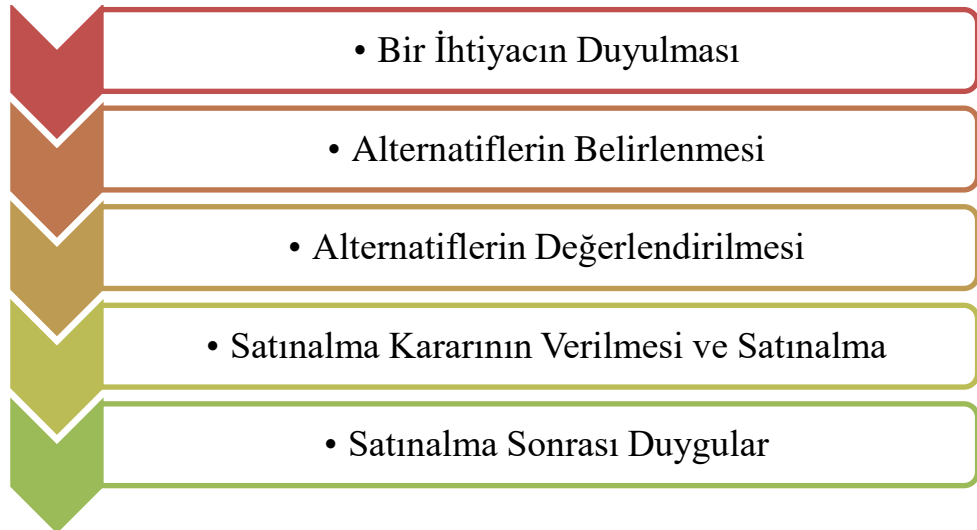 • Bir İhtiyacın Duyulması
• Alternatiflerin Belirlenmesi
• Alternatiflerin Değerlendirilmesi
• Satınalma Kararının Verilmesi ve Satınalma
• Satınalma Sonrası Duygular